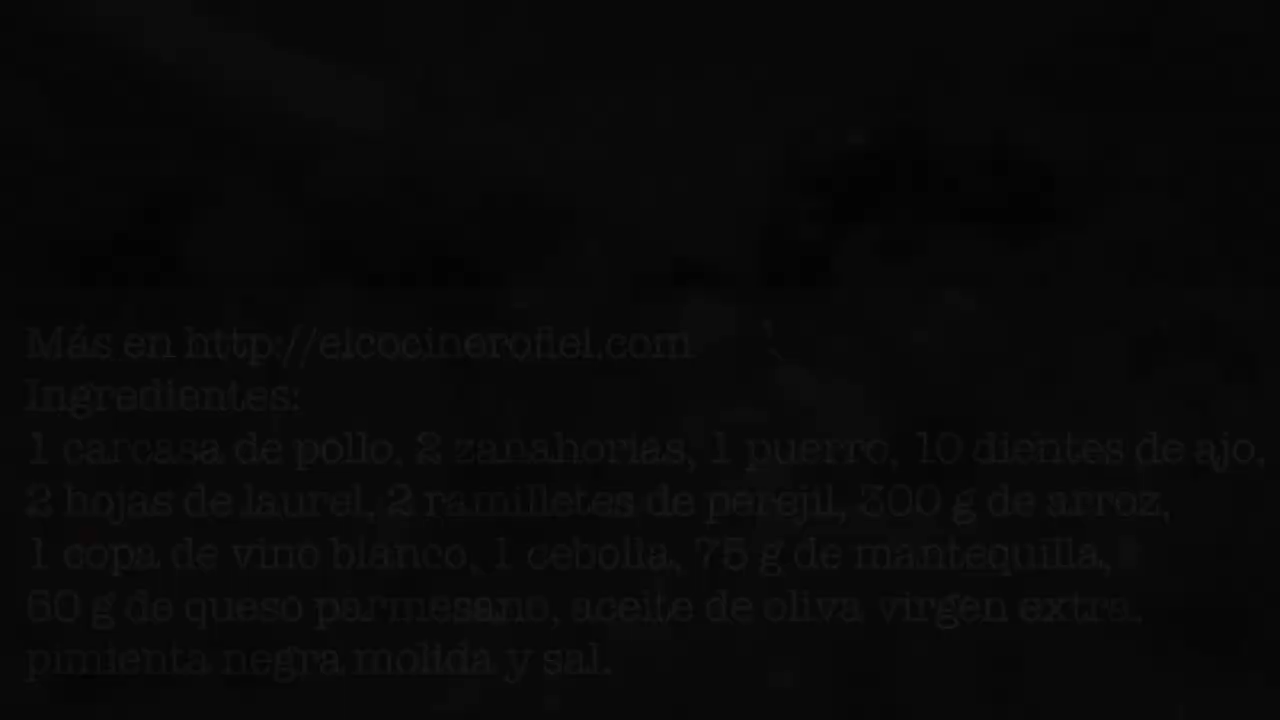 Más en http://elcocinerofiel.com
Ingredientes:
1 carcasa de pollo, 2 zanahorias, 1 puerro, 10 dientes de ajo,
2 hojas de laurel, 2 ramilletes de perejil, 300 g de arroz,
1 copa de vino blanco, 1 cebolla, 75 g de mantequilla,
60 g de queso parmesano, aceite de oliva virgen extra,
pimienta negra molida y sal.